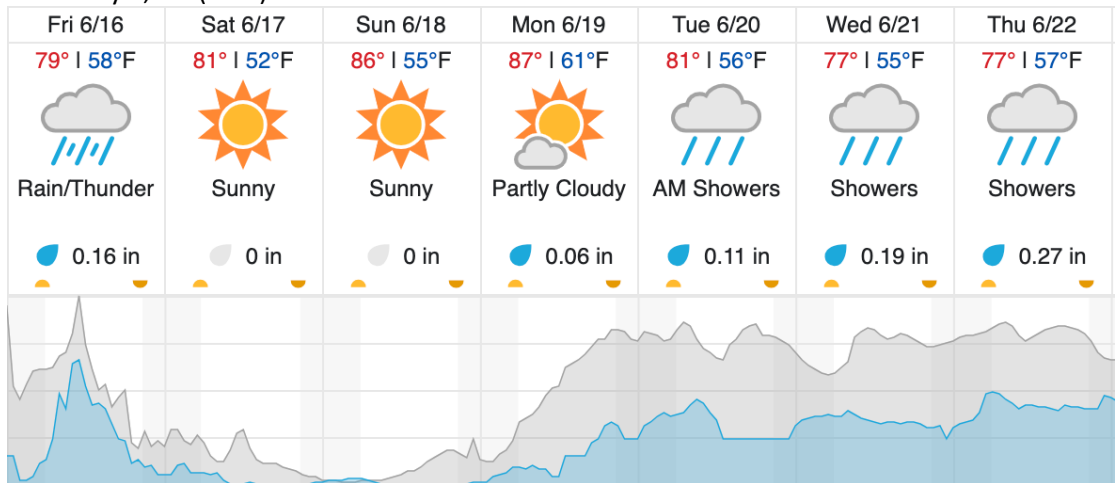 Fri 6/16
Sat 6/17
Sun 6/18
Mon 6/19
Tue 6/20
Wed 6/21
Thu 6/22
79° | 58°F
81° | 52°F
86° | 55°F
87° | 61°F
81° | 56°F
77° | 55°F
77° | 57°F
Rain/Thunder
Sunny
Sunny
Partly Cloudy
AM Showers
Showers
Showers
0.16 in
0 in
0 in
0.06 in
0.11 in
0.19 in
0.27 in